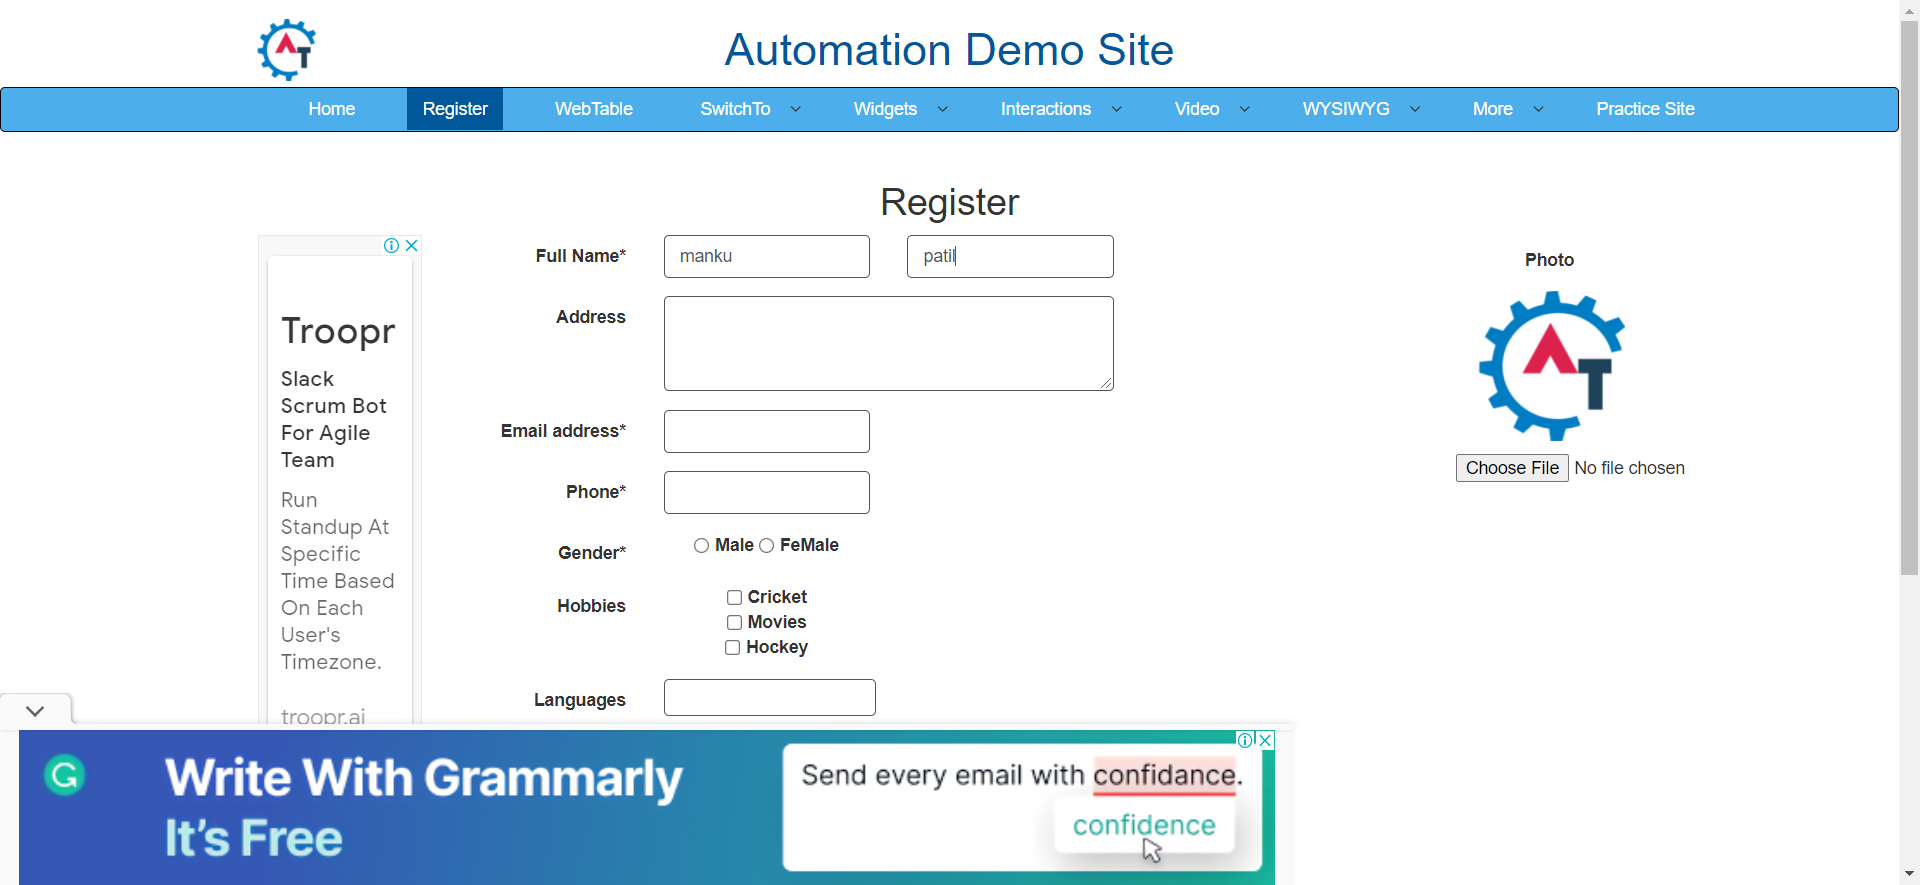 AT
Automation Demo Site
Home Register WebTable SwitchTo Widgets Interactions Video WYSIWYG More Practice Site
Register
Full Name* manku patil
Address
Email address*
Phone*
Gender* Male FeMale
Hobbies Cricket
Movies
Hockey
Languages
Photo
AT
Choose File No file chosen
Troopr
Slack
Scrum Bot
For Agile
Team
Run
Standup At
Specific
Time Based
On Each
User's
Timezone.
troopr.ai
G
Write With Grammarly
It's Free
Send every email with confidance.
confidence